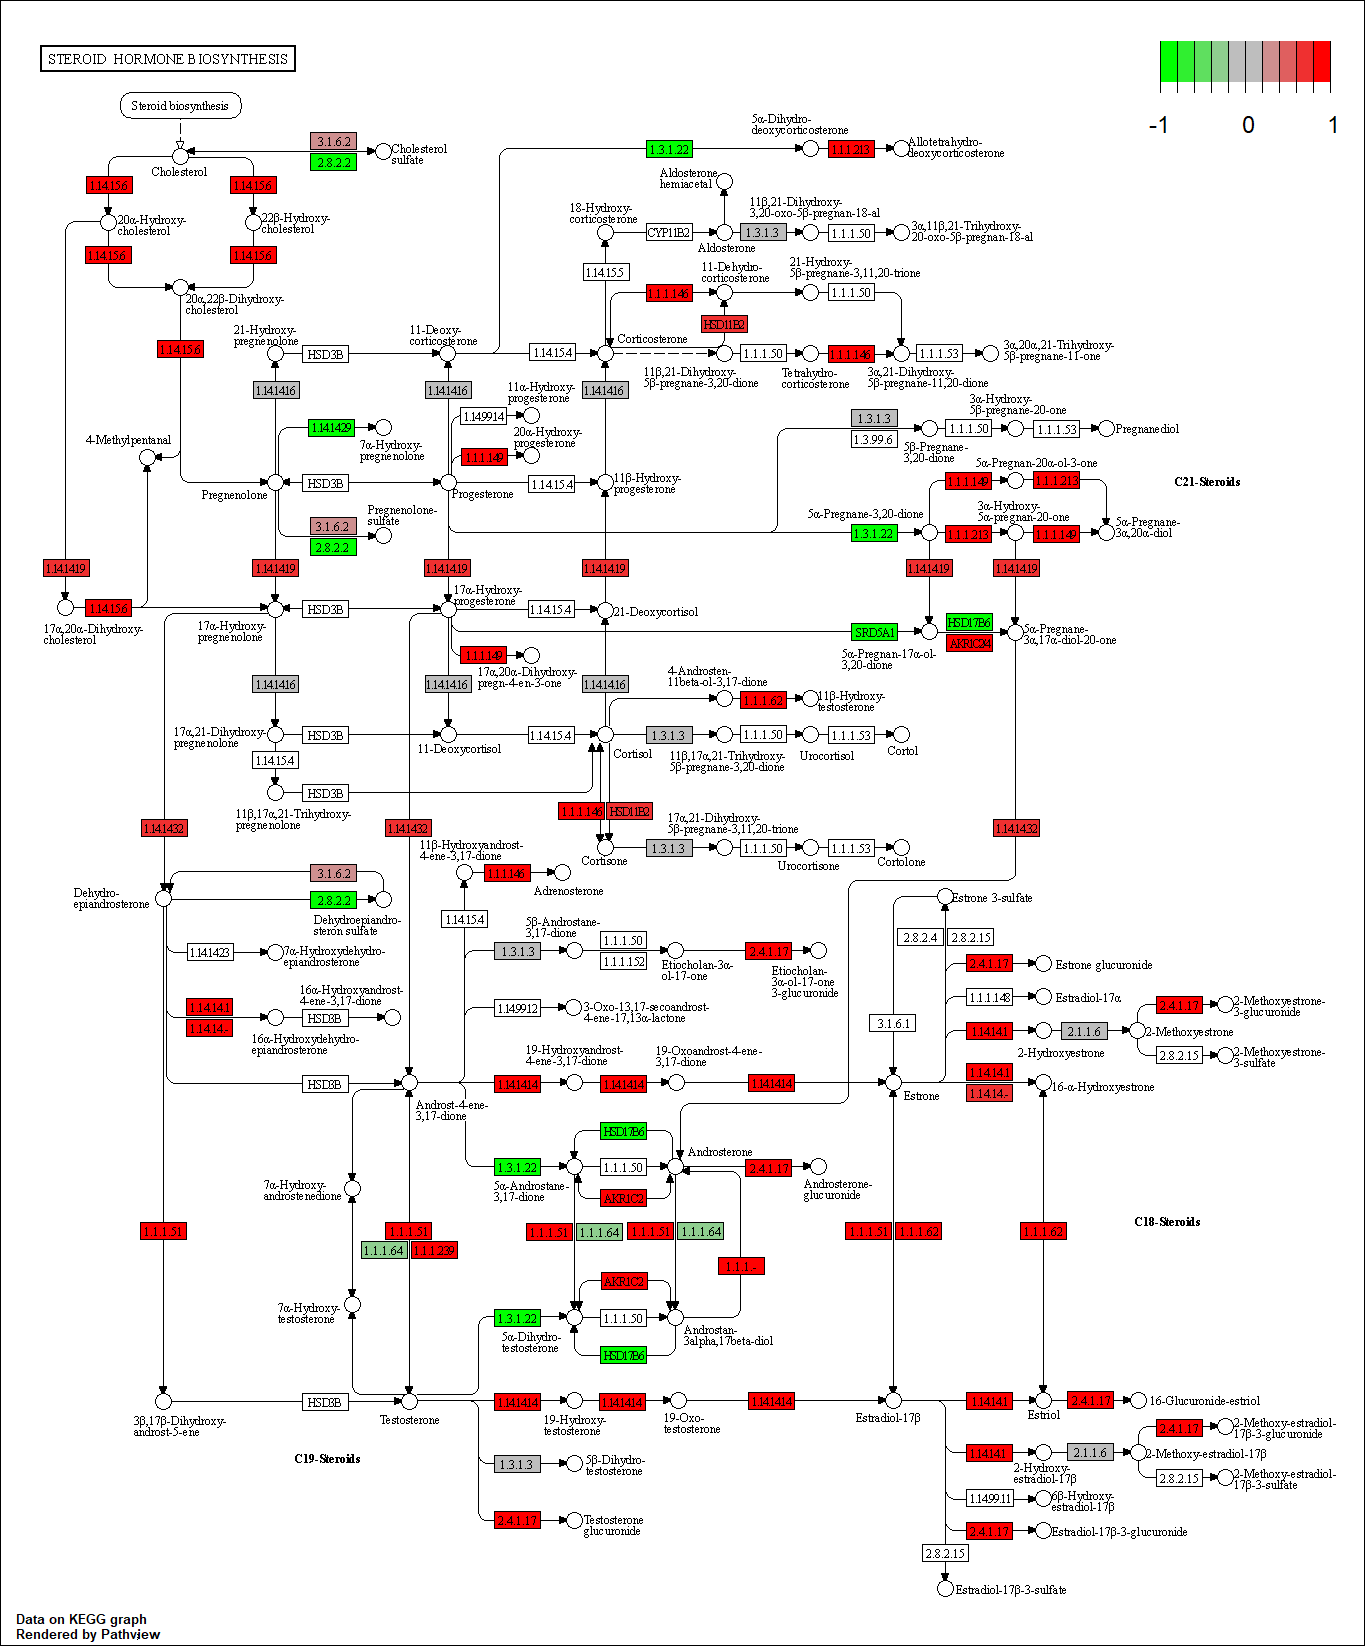 STEROID HORMONE BIOSYNTHESIS
-1
0
1
Steroid biosynthesis
3.1.6.2
2.8.2.2
Cholesterol
sulfate
Cholesterol
1.14.15.6
1.14.15.6
20α-Hydroxy-
cholesterol
22β-Hydroxy-
cholesterol
1.14.15.6
1.14.15.6
20α,22β-Dihydroxy-
cholesterol
1.14.15.6
5α-Dihydro-
deoxycorticosterone
1.3.1.22
1.1.1.213
Allotetrahydro-
deoxycorticosterone
Aldosterone
hemiacetal
18-Hydroxy-
corticosterone
11β,21-Dihydroxy-
3,20-oxo-5β-pregnan-18-al
CYP11B2
Aldosterone
1.3.1.3
1.1.1.50
3α,11β,21-Trihydroxy-
20-oxo-5β-pregnan-18-al
1.14.15.5
11-Dehydro-
corticosterone
21-Hydroxy-
5β-pregnane-3,11,20-trione
1.1.1.146
1.1.1.50
HSD11B2
21-Hydroxy-
pregnenolone
11-Deoxy-
corticosterone
Corticosterone
HSD3B
1.14.15.4
1.1.1.50
1.1.1.146
1.1.1.53
3α,20α,21-Trihydroxy-
5β-pregnane-11-one
11β,21-Dihydroxy-
5β-pregnane-3,20-dione
Tetrahydro-
corticosterone
3α,21-Dihydroxy-
5β-pregnane-11,20-dione
1.14.14.16
1.14.14.16
1.14.14.16
11α-Hydroxy-
progesterone
1.14.99.14
20α-Hydroxy-
progesterone
1.1.1.149
1.14.14.29
7α-Hydroxy-
pregnenolone
4-Methylpentanal
1.3.1.3
1.3.99.6
5β-Pregnane-
3,20-dione
3α-Hydroxy-
5β-pregnane-20-one
1.1.1.50
1.1.1.53
Pregnanediol
Pregnenolone
HSD3B
Progesterone
1.14.15.4
11β-Hydroxy-
progesterone
5α-Pregnan-20α-ol-3-one
1.1.1.149
1.1.1.213
C21-Steroids
Pregnenolone-
sulfate
3.1.6.2
2.8.2.2
5α-Pregnane-3,20-dione
1.3.1.22
3α-Hydroxy-
5α-pregnan-20-one
1.1.1.213
1.1.1.149
5α-Pregnane-
3α,20α-diol
1.14.14.19
1.14.14.19
1.14.14.19
1.14.14.19
1.14.14.19
1.14.14.19
1.14.15.6
17α,20α-Dihydroxy-
cholesterol
17α-Hydroxy-
pregnenolone
HSD3B
17α-Hydroxy-
progesterone
1.14.15.4
21-Deoxycortisol
SRD5A1
5α-Pregnan-17α-ol-
3,20-dione
HSD17B6
AKR1C2/4
5α-Pregnane-
3α,17α-diol-20-one
1.1.1.149
17α,20α-Dihydroxy-
pregn-4-en-3-one
1.14.14.16
1.14.14.16
1.14.14.16
4-Androsten-
11beta-ol-3,17-dione
1.1.1.62
11β-Hydroxy-
testosterone
17α,21-Dihydroxy-
pregnenolone
HSD3B
11-Deoxycortisol
1.14.15.4
Cortisol
1.3.1.3
1.1.1.50
1.1.1.53
11β,17α,21-Trihydroxy-
5β-pregnane-3,20-dione
Urocortisol
Cortol
1.14.15.4
HSD3B
11β,17α,21-Trihydroxy-
pregnenolone
1.1.1.146
HSD11B2
17α,21-Dihydroxy-
5β-pregnane-3,11,20-trione
1.14.14.32
1.14.14.32
1.14.14.32
Cortisone
1.3.1.3
1.1.1.50
1.1.1.53
Urocortisone
Cortolone
11β-Hydroxyandrost-
4-ene-3,17-dione
1.1.1.146
Adrenosterone
Dehydro-
epiandrosterone
3.1.6.2
2.8.2.2
Dehydroepiandro-
steron sulfate
1.14.15.4
5β-Androstane-
3,17-dione
1.3.1.3
1.1.1.50
1.1.1.152
Etiocholan-3α-
ol-17-one
2.4.1.17
Etiocholan-
3α-ol-17-one
3-glucuronide
Estrone 3-sulfate
2.8.2.4
2.8.2.15
2.4.1.17
Estrone glucuronide
1.14.14.23
7α-Hydroxydehydro-
epiandrosterone
16α-Hydroxyandrost-
4-ene-3,17-dione
1.14.14.1
1.14.14.-
HSD3B
16α-Hydroxydehydro-
epiandrosterone
1.14.99.12
3-Oxo-13,17-secoandrost-
4-ene-17,13α-lactone
1.1.1.148
Estradiol-17α
3.1.6.1
1.14.14.1
2.1.1.6
2-Hydroxyestrone
2-Methoxyestrone
2.4.1.17
2-Methoxyestrone-
3-glucuronide
2.8.2.15
2-Methoxyestrone-
3-sulfate
HSD3B
Androst-4-ene-
3,17-dione
19-Hydroxyandrost-
4-ene-3,17-dione
19-Oxoandrost-4-ene-
3,17-dione
1.14.14.14
1.14.14.14
1.14.14.14
Estrone
1.14.14.1
1.14.14.-
16-α-Hydroxyestrone
HSD17B6
Androsterone
1.3.1.22
5α-Androstane-
3,17-dione
1.1.1.50
2.4.1.17
Androsterone-
glucuronide
AKR1C2
7α-Hydroxy-
androstenedione
1.1.1.51
1.1.1.51
1.1.1.64
1.1.1.239
1.1.1.51
1.1.1.64
1.1.1.51
1.1.1.64
1.1.1.-
1.1.1.51
1.1.1.62
1.1.1.62
C18-Steroids
AKR1C2
7α-Hydroxy-
testosterone
1.3.1.22
5α-Dihydro-
testosterone
1.1.1.50
Androstan-
3alpha,17beta-diol
HSD17B6
3β,17β-Dihydroxy-
androst-5-ene
HSD3B
Testosterone
1.14.14.14
1.14.14.14
1.14.14.14
19-Hydroxy-
testosterone
19-Oxo-
testosterone
Estradiol-17β
1.14.14.1
Estriol
2.4.1.17
16-Glucuronide-estriol
C19-Steroids
1.3.1.3
5β-Dihydro-
testosterone
1.14.14.1
2-Hydroxy-
estradiol-17β
2.1.1.6
2-Methoxy-estradiol-17β
2.4.1.17
2-Methoxy-estradiol-
17β-3-glucuronide
2.8.2.15
2-Methoxy-estradiol-
17β-3-sulfate
1.14.99.11
6β-Hydroxy-
estradiol-17β
2.4.1.17
Testosterone
glucuronide
2.4.1.17
Estradiol-17β-3-glucuronide
2.8.2.15
Estradiol-17β-3-sulfate
Data on KEGG graph
Rendered by Pathview